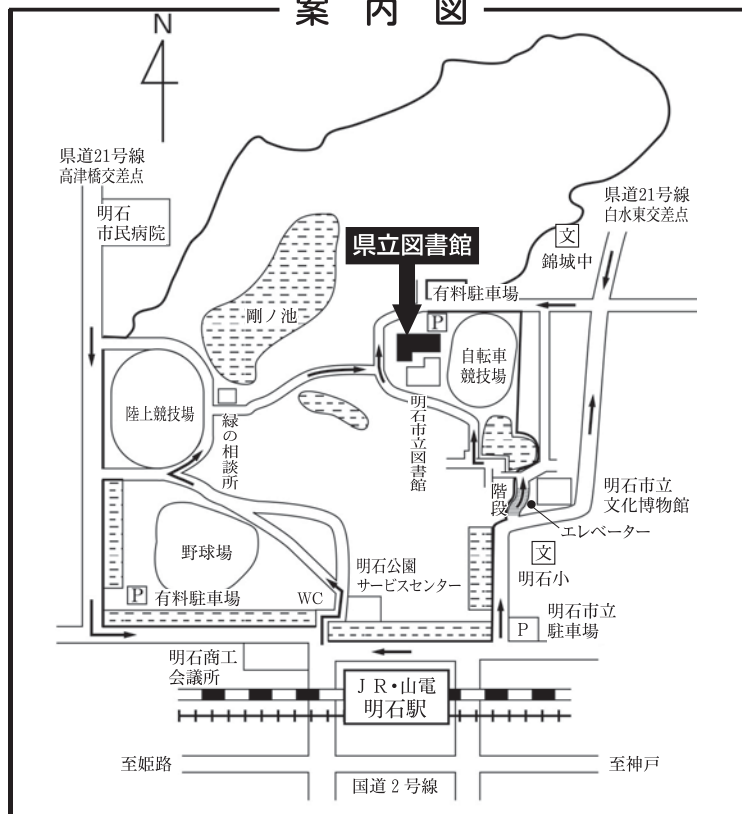 案内図
N
県道21号線
高津橋交差点
明石
市民病院
県道21号線
白水東交差点
文
錦城中
県立図書館
有料駐車場
P
剛ノ池
自転車
競技場
陸上競技場
緑の相談所
明石市立図書館
階段
明石市立
文化博物館
エレベーター
文
明石小
野球場
明石公園
サービスセンター
P
有料駐車場
WC
P
明石市立
駐車場
明石商工
会議所
JR・山電
明石駅
至姫路
至神戸
国道2号線